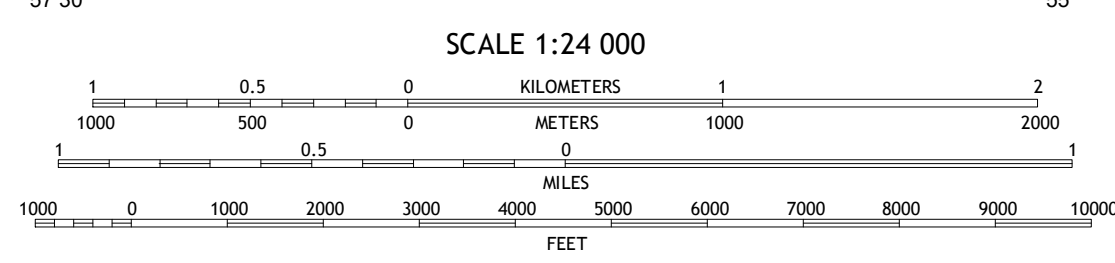 57'30" 55'
SCALE 1:24 000
1 0.5 0 KILOMETERS 1 2
1000 500 0 METERS 1000 2000
1 0.5 0 1
MILES
1000 0 1000 2000 3000 4000 5000 6000 7000 8000 9000 10000
FEET